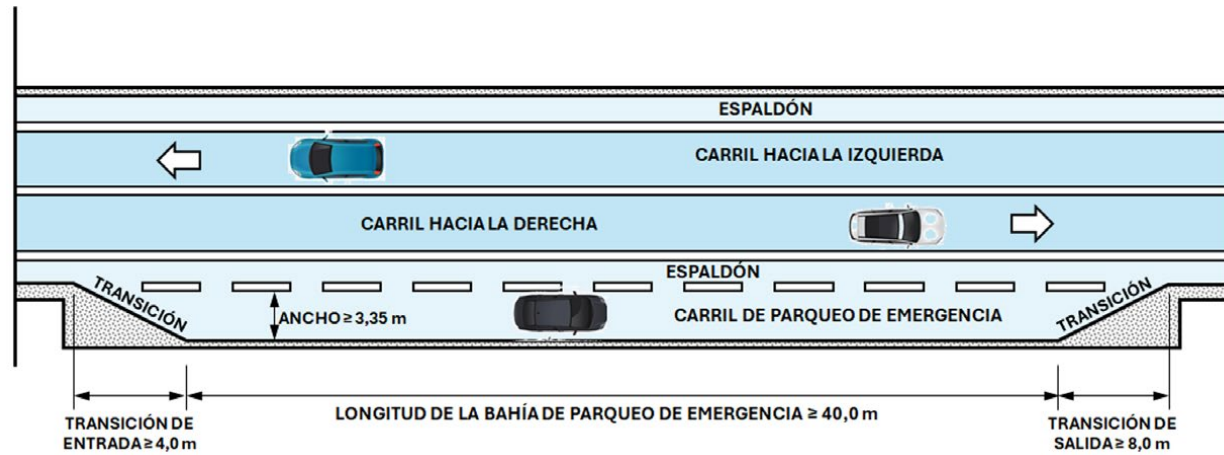 ESPALDÓN
CARRIL HACIA LA IZQUIERDA
CARRIL HACIA LA DERECHA
ESPALDÓN
TRANSICIÓN
ANCHO ≥ 3,35 m
CARRIL DE PARQUEO DE EMERGENCIA
TRANSICIÓN
TRANSICIÓN DE
ENTRADA ≥ 4,0 m
LONGITUD DE LA BAHÍA DE PARQUEO DE EMERGENCIA ≥ 40,0 m
TRANSICIÓN DE
SALIDA ≥ 8,0 m